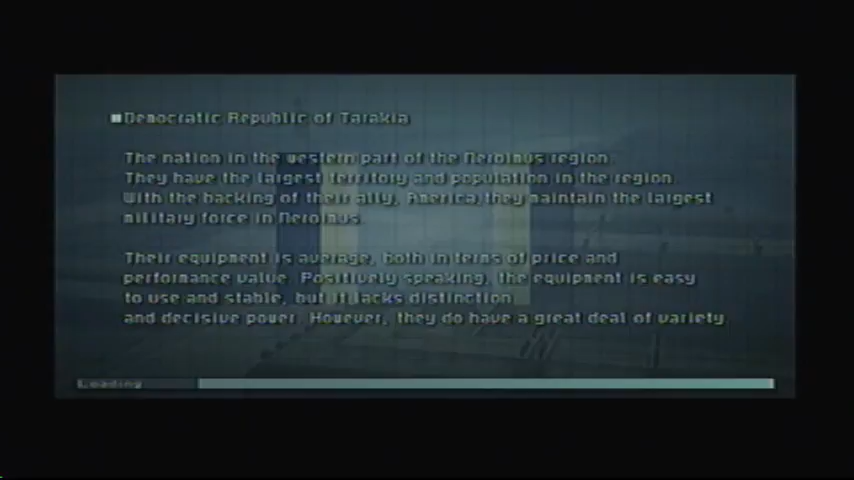 Democratic Republic of Tarakia
The nation in the western part of the Neroimus region.
They have the largest territory and population in the region.
With the backing of their ally, America, they maintain the largest
military force in Neroimus.
Their equipment is average, both in terms of price and
performance value. Positively speaking, the equipment is easy
to use and stable, but it lacks distinction
and decisive power. However, they do have a great deal of variety.
Loading